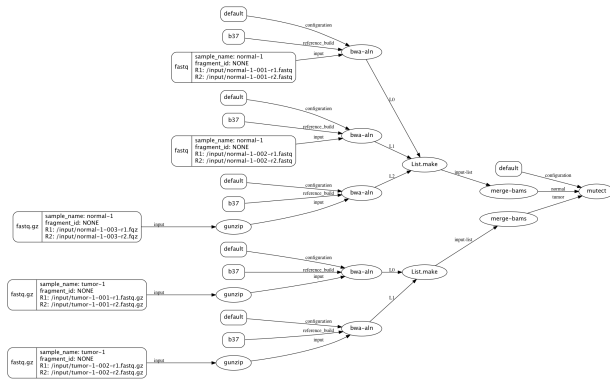 default
configuration
b37
reference_build
bwa-aln
fastq
sample_name: normal-1
fragment_id: NONE
R1: /input/normal-1-001-r1.fastq
R2: /input/normal-1-001-r2.fastq
input
L0
default
configuration
b37
reference_build
bwa-aln
fastq
sample_name: normal-1
fragment_id: NONE
R1: /input/normal-1-002-r1.fastq
R2: /input/normal-1-002-r2.fastq
input
L1
List.make
default
configuration
b37
reference_build
bwa-aln
input
L2
input-list
merge-bams
default
configuration
normal
mutect
tumor
merge-bams
fastq.gz
sample_name: normal-1
fragment_id: NONE
R1: /input/normal-1-003-r1.fqz
R2: /input/normal-1-003-r2.fqz
input
gunzip
input-list
default
configuration
b37
reference_build
bwa-aln
L0
List.make
input
fastq.gz
sample_name: tumor-1
fragment_id: NONE
R1: /input/tumor-1-001-r1.fastq.gz
R2: /input/tumor-1-001-r2.fastq.gz
input
gunzip
L1
default
configuration
b37
reference_build
bwa-aln
input
fastq.gz
sample_name: tumor-1
fragment_id: NONE
R1: /input/tumor-1-002-r1.fastq.gz
R2: /input/tumor-1-002-r2.fastq.gz
input
gunzip